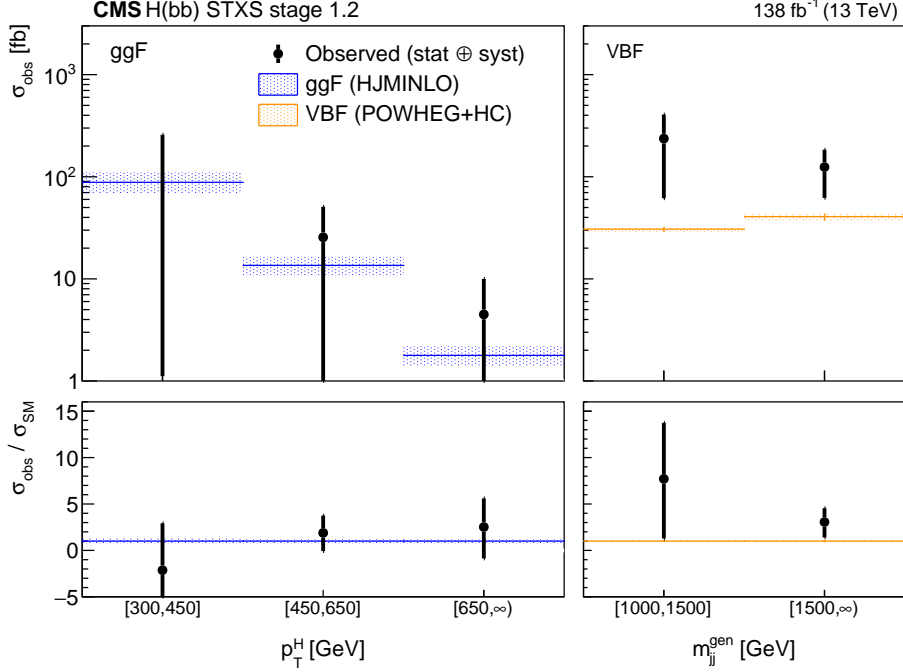 CMS H(bb) STXS stage 1.2
138 fb⁻¹ (13 TeV)
σ_obs [fb]
ggF
Observed (stat ⊕ syst)
ggF (HJMINLO)
VBF (POWHEG+HC)
VBF
10³
10²
10
1
σ_obs / σ_SM
15
10
5
0
−5
[300,450] [450,650] [650,∞)
p_T^H [GeV]
[1000,1500] [1500,∞)
m_jj^gen [GeV]